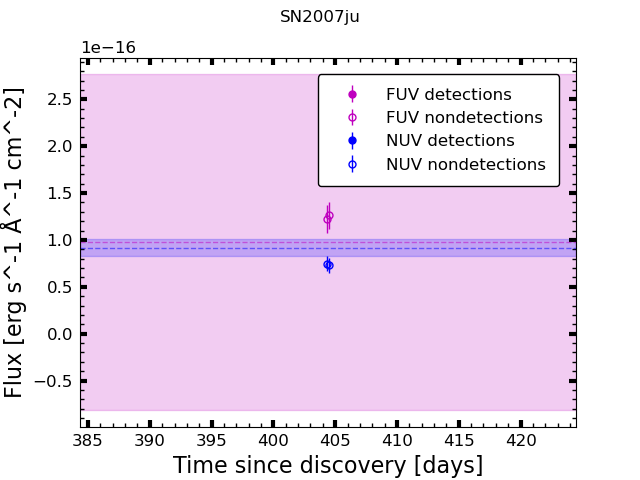 SN2007ju
1e−16
FUV detections
FUV nondetections
NUV detections
NUV nondetections
2.5
2.0
1.5
1.0
0.5
0.0
−0.5
Flux [erg s^-1 Å^-1 cm^-2]
385 390 395 400 405 410 415 420
Time since discovery [days]